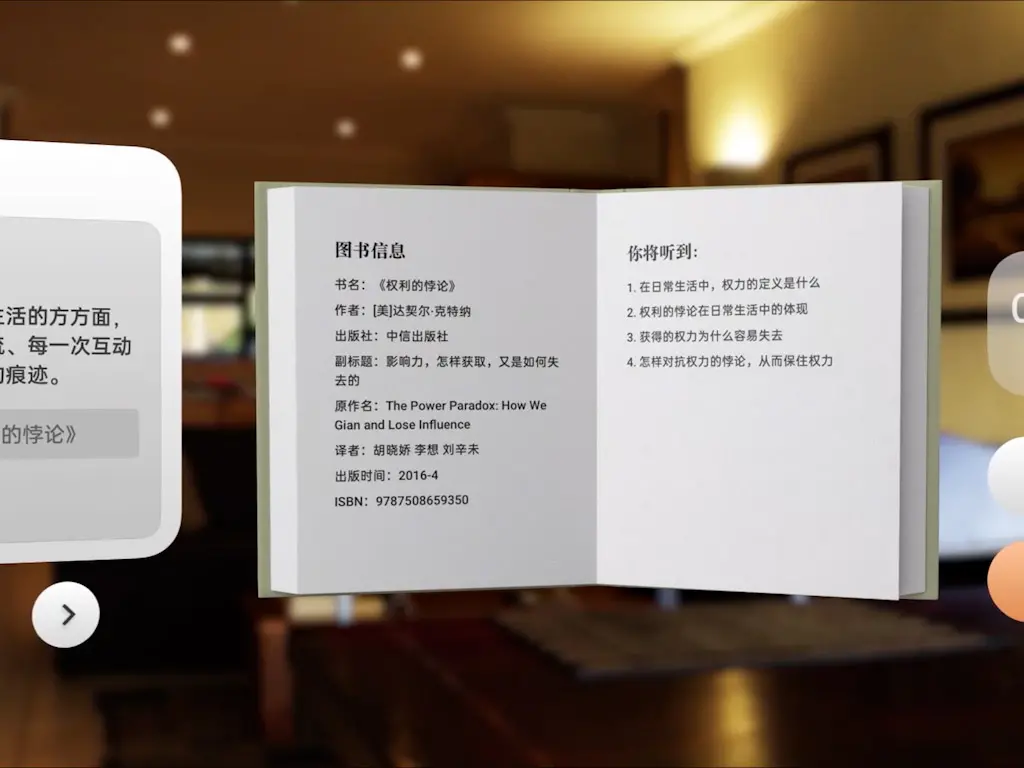 生活的方方面，
流、每一次互动
的痕迹。
的悖论》
图书信息
书名：《权利的悖论》
作者：[美]达契尔·克特纳
出版社：中信出版社
副标题：影响力，怎样获取，又是如何失
去的
原作名：The Power Paradox: How We
Gian and Lose Influence
译者：胡晓娇 李想 刘辛未
出版时间：2016-4
ISBN：9787508659350
你将听到：
1. 在日常生活中，权力的定义是什么
2. 权利的悖论在日常生活中的体现
3. 获得的权力为什么容易失去
4. 怎样对抗权力的悖论，从而保住权力